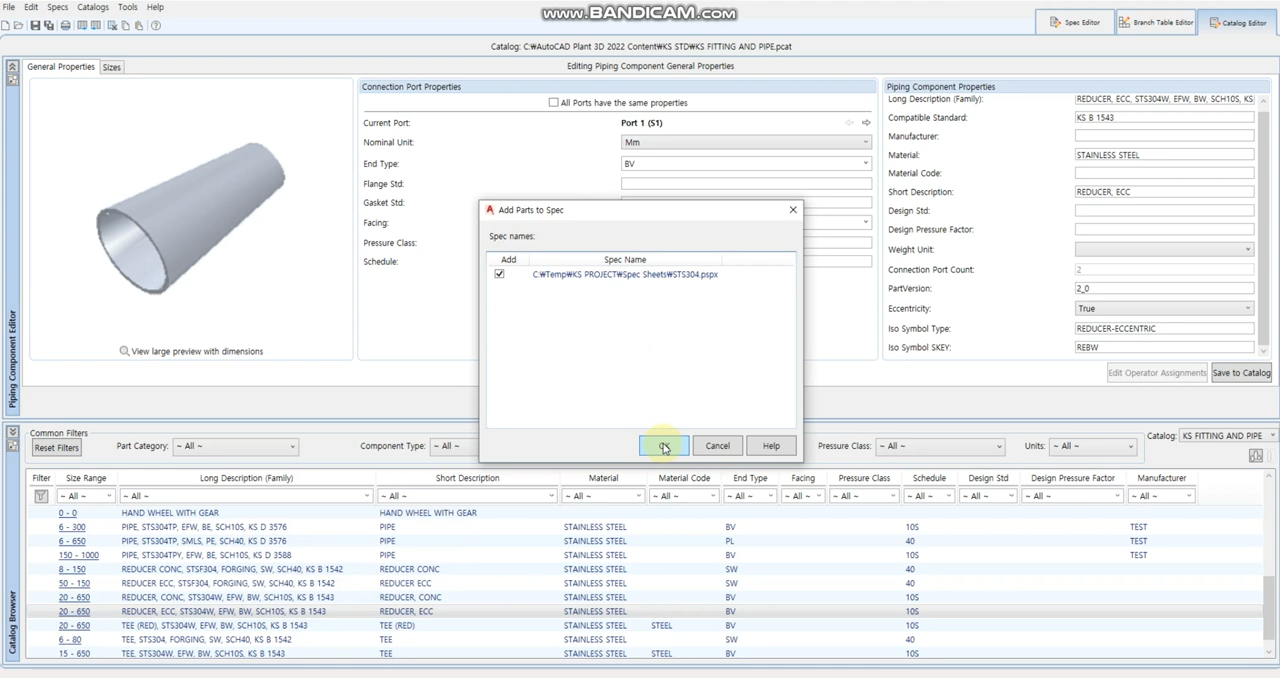 File Edit Specs Catalogs Tools Help
www.BANDICAM.com
Spec Editor Branch Table Editor Catalog Editor
Catalog: C:₩AutoCAD Plant 3D 2022 Content₩KS STD₩KS FITTING AND PIPE.pcat
General Properties Sizes Editing Piping Component General Properties
Connection Port Properties
All Ports have the same properties
Current Port: Port 1 (S1)
Nominal Unit: Mm
End Type: BV
Flange Std:
Gasket Std:
Facing:
Pressure Class:
Schedule:
View large preview with dimensions
Piping Component Editor
Piping Component Properties
Long Description (Family): REDUCER, ECC, STS304W, EFW, BW, SCH10S, KS
Compatible Standard: KS B 1543
Manufacturer:
Material: STAINLESS STEEL
Material Code:
Short Description: REDUCER, ECC
Design Std:
Design Pressure Factor:
Weight Unit:
Connection Port Count: 2
PartVersion: 2_0
Eccentricity: True
Iso Symbol Type: REDUCER-ECCENTRIC
Iso Symbol SKEY: REBW
Edit Operator Assignments Save to Catalog
Add Parts to Spec
Spec names:
Add Spec Name
C:₩Temp₩KS PROJECT₩Spec Sheets₩STS304.pspx
Cancel Help
Common Filters
Reset Filters Part Category: ~ All ~ Component Type: ~ All ~ Pressure Class: ~ All ~ Units: ~ All ~ Catalog: KS FITTING AND PIPE
Filter Size Range Long Description (Family) Short Description Material Material Code End Type Facing Pressure Class Schedule Design Std Design Pressure Factor Manufacturer
~ All ~ ~ All ~ ~ All ~ ~ All ~ ~ All ~ ~ All ~ ~ All ~ ~ All ~ ~ All ~ ~ All ~ ~ All ~ ~ All ~
0 - 0 HAND WHEEL WITH GEAR HAND WHEEL WITH GEAR
6 - 300 PIPE, STS304TP, EFW, BE, SCH10S, KS D 3576 PIPE STAINLESS STEEL BV 10S TEST
6 - 650 PIPE, STS304TP, SMLS, PE, SCH40, KS D 3576 PIPE STAINLESS STEEL PL 40 TEST
150 - 1000 PIPE, STS304TPY, EFW, BE, SCH10S, KS D 3588 PIPE STAINLESS STEEL BV 10S TEST
8 - 150 REDUCER CONC, STSF304, FORGING, SW, SCH40, KS B 1542 REDUCER CONC STAINLESS STEEL SW 40
50 - 150 REDUCER ECC, STSF304, FORGING, SW, SCH40, KS B 1542 REDUCER ECC STAINLESS STEEL SW 40
20 - 650 REDUCER, CONC, STS304W, EFW, BW, SCH10S, KS B 1543 REDUCER, CONC STAINLESS STEEL BV 10S
20 - 650 REDUCER, ECC, STS304W, EFW, BW, SCH10S, KS B 1543 REDUCER, ECC STAINLESS STEEL BV 10S
20 - 650 TEE (RED), STS304W, EFW, BW, SCH10S, KS B 1543 TEE (RED) STAINLESS STEEL STEEL BV 10S
6 - 80 TEE, STS304, FORGING, SW, SCH40, KS B 1542 TEE STAINLESS STEEL SW 40
15 - 650 TEE, STS304W, EFW, BW, SCH10S, KS B 1543 TEE STAINLESS STEEL STEEL BV 10S
Catalog Browser